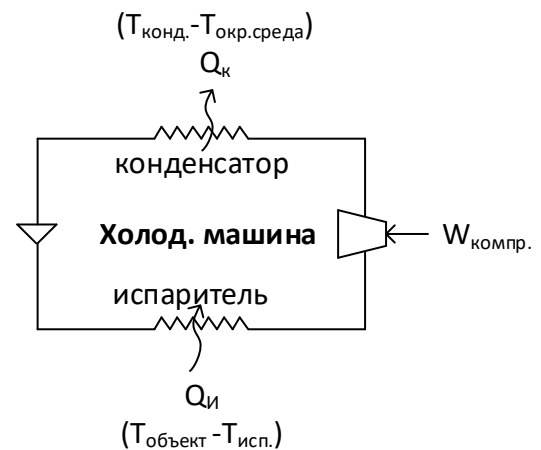 (Tконд.-Tокр.среда)
Qк
конденсатор
Холод. машина
Wкомпр.
испаритель
QИ
(Tобъект-Tисп.)